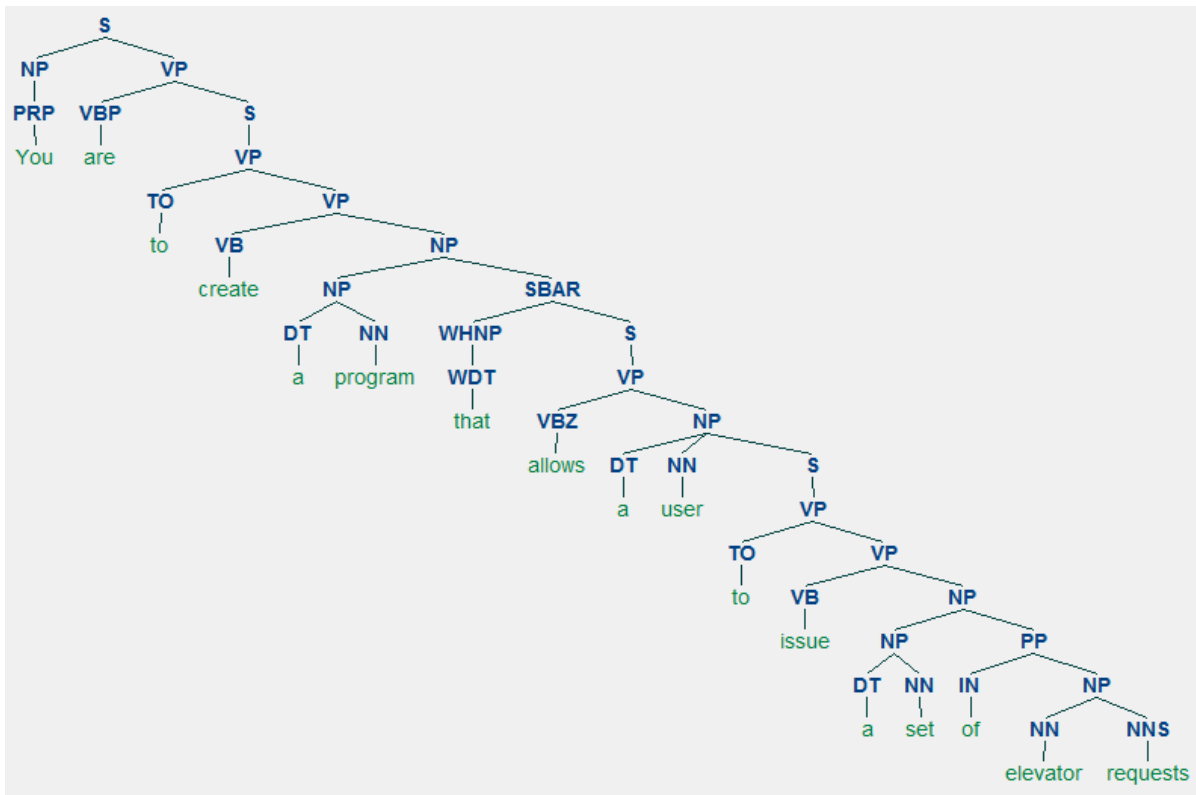 S
NP VP
PRP VBP S
You are VP
TO VP
to VB NP
create NP SBAR
DT NN WHNP S
a program WDT VP
that VBZ NP
allows DT NN S
a user VP
TO VP
to VB NP
issue NP PP
DT NN IN NP
a set of NN NNS
elevator requests